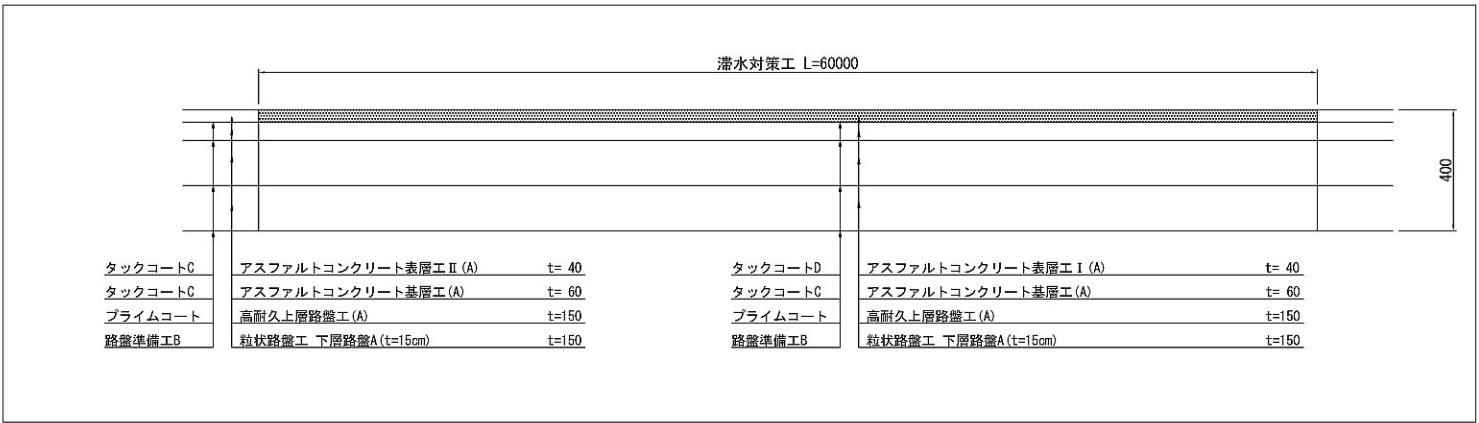 滞水対策工 L=60000
400
タックコートC アスファルトコンクリート表層工Ⅱ(A) t= 40
タックコートC アスファルトコンクリート基層工(A) t= 60
プライムコート 高耐久上層路盤工(A) t=150
路盤準備工B 粒状路盤工 下層路盤A(t=15cm) t=150
タックコートD アスファルトコンクリート表層工Ⅰ(A) t= 40
タックコートC アスファルトコンクリート基層工(A) t= 60
プライムコート 高耐久上層路盤工(A) t=150
路盤準備工B 粒状路盤工 下層路盤A(t=15cm) t=150